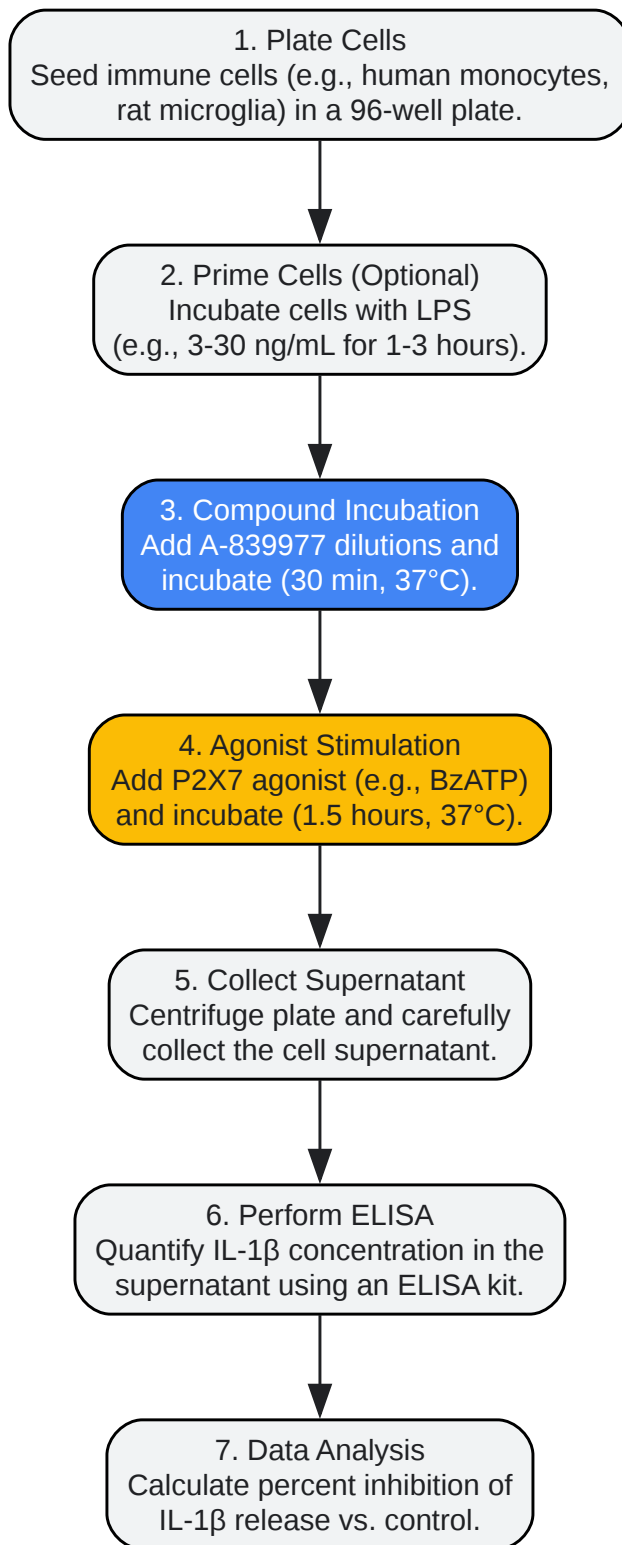 1. Plate Cells
Seed immune cells (e.g., human monocytes,
rat microglia) in a 96-well plate.
2. Prime Cells (Optional)
Incubate cells with LPS
(e.g., 3-30 ng/mL for 1-3 hours).
3. Compound Incubation
Add A-839977 dilutions and
incubate (30 min, 37°C).
4. Agonist Stimulation
Add P2X7 agonist (e.g., BzATP)
and incubate (1.5 hours, 37°C).
5. Collect Supernatant
Centrifuge plate and carefully
collect the cell supernatant.
6. Perform ELISA
Quantify IL-1β concentration in the
supernatant using an ELISA kit.
7. Data Analysis
Calculate percent inhibition of
IL-1β release vs. control.